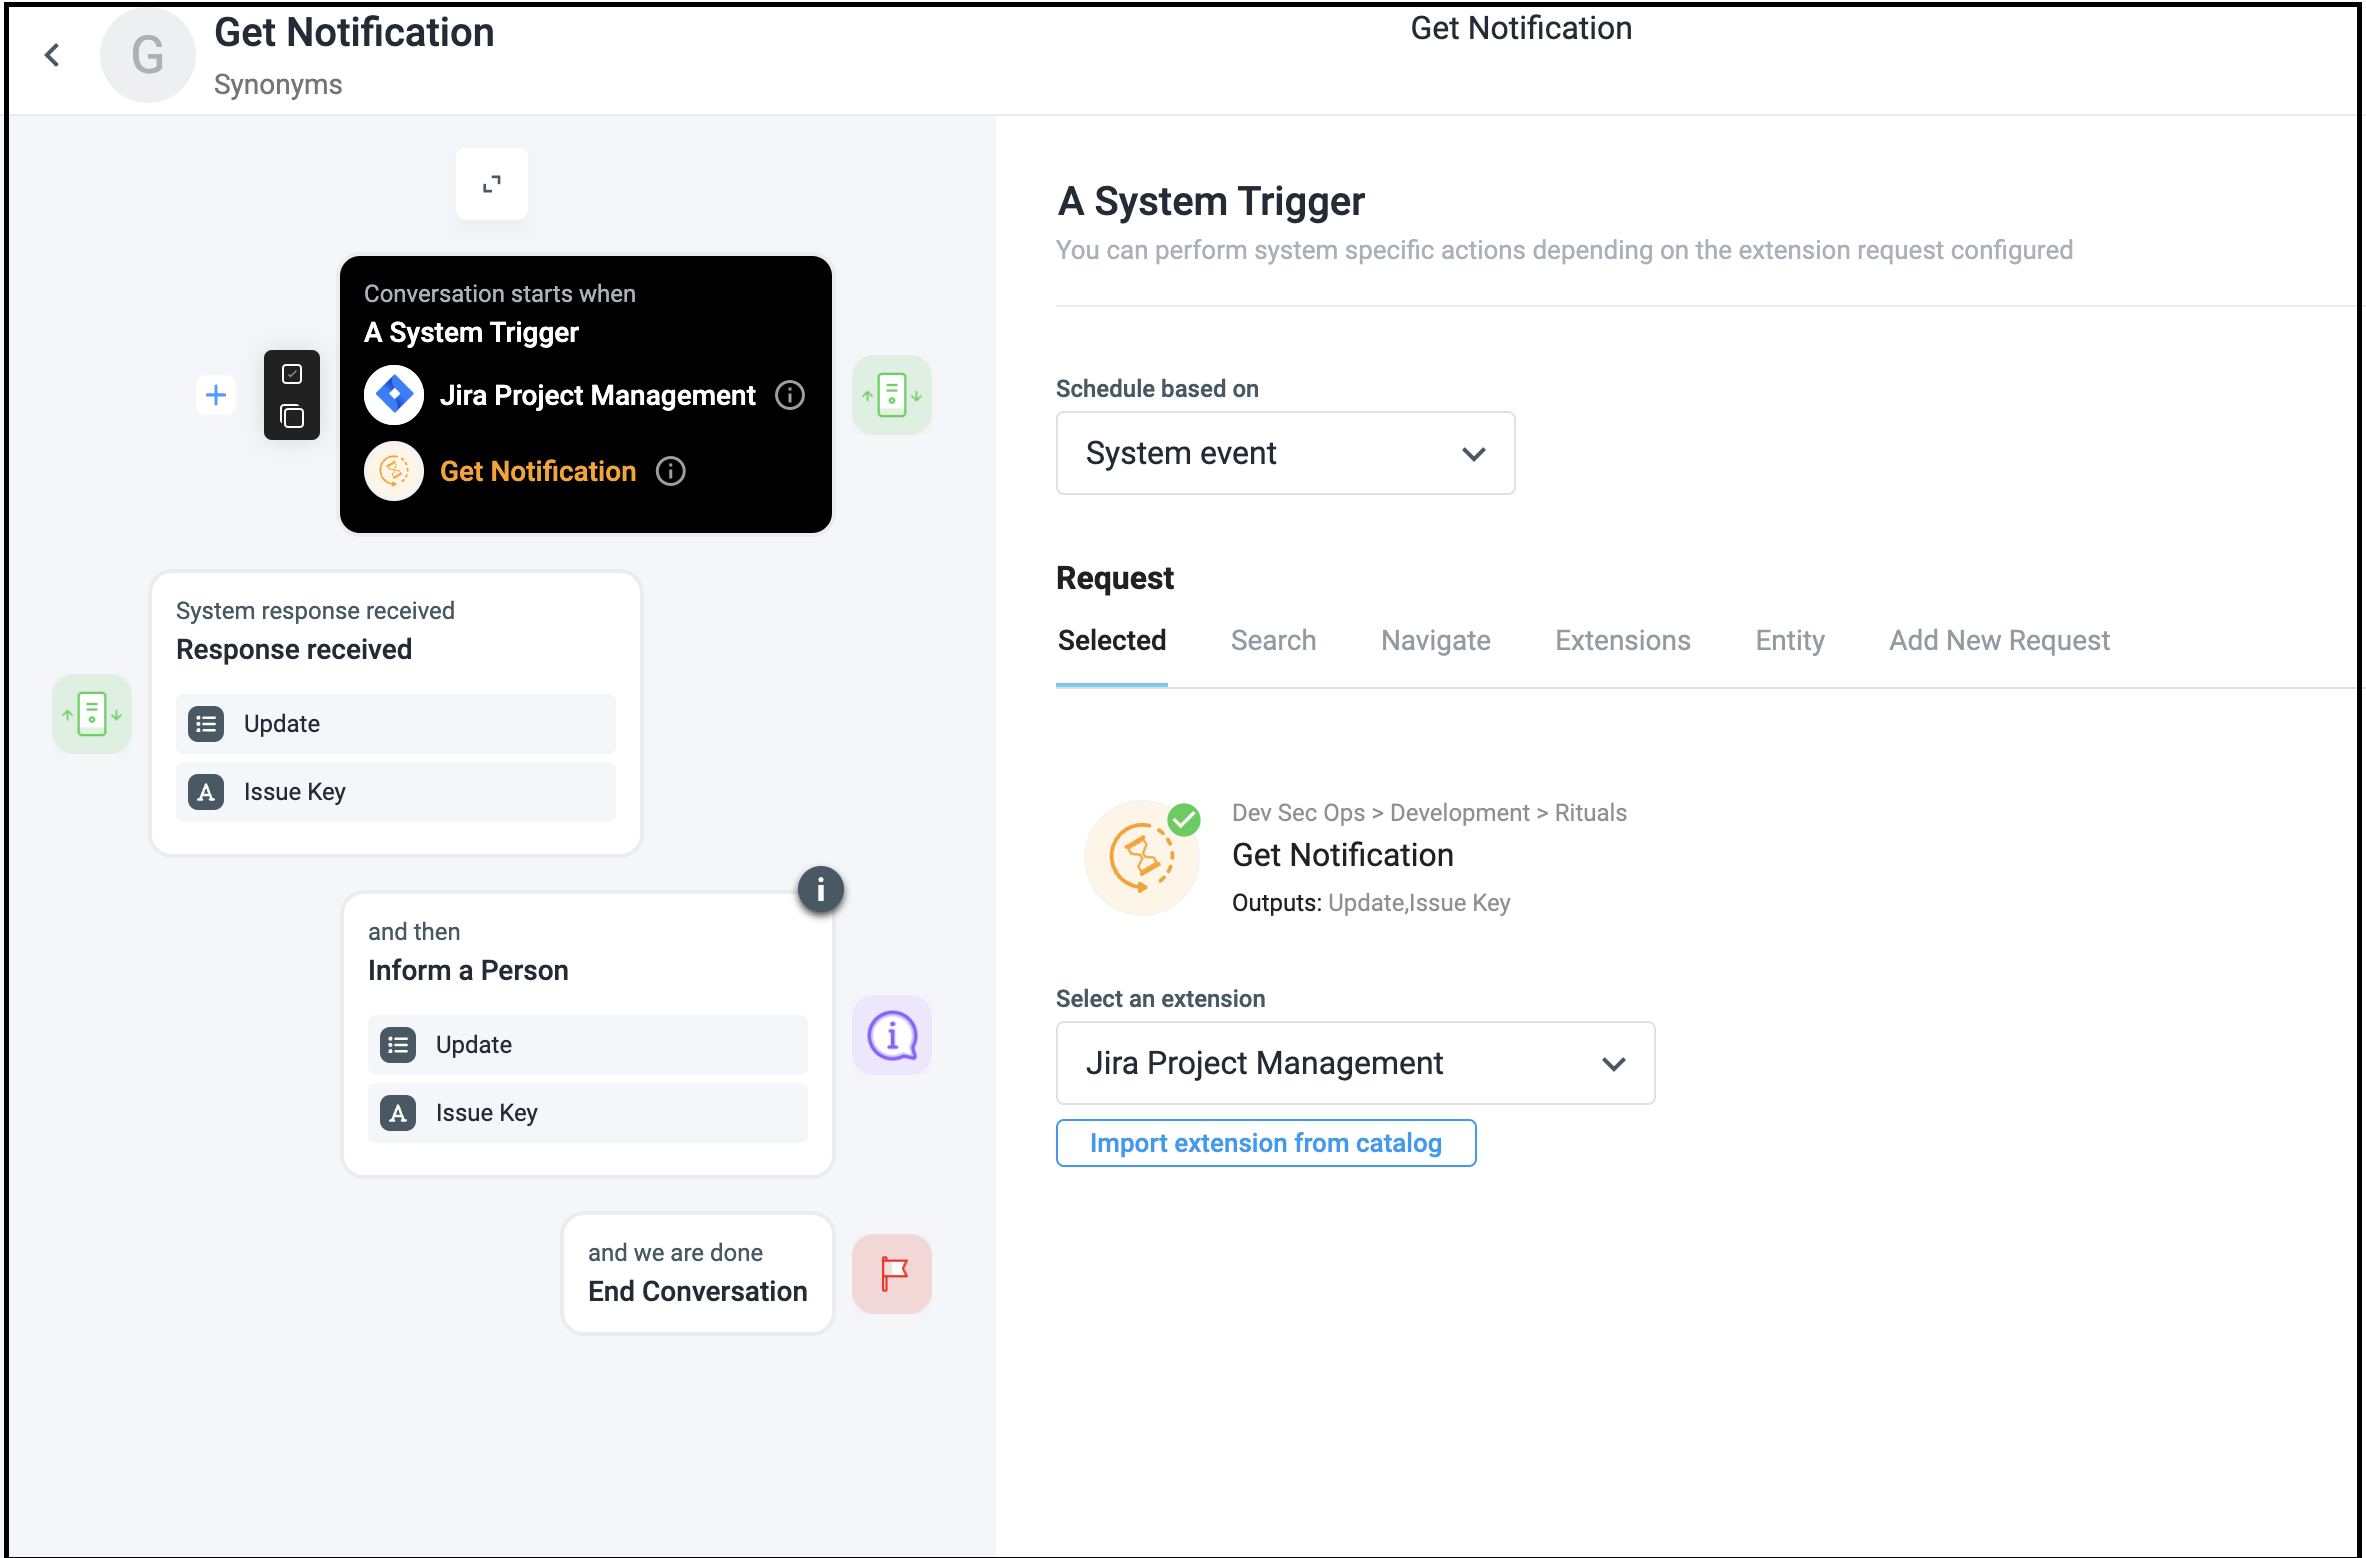 G
Get Notification
Synonyms
Get Notification
Conversation starts when
A System Trigger
Jira Project Management
Get Notification
System response received
Response received
Update
A Issue Key
and then
Inform a Person
Update
A Issue Key
and we are done
End Conversation
A System Trigger
You can perform system specific actions depending on the extension request configured
Schedule based on
System event
Request
Selected Search Navigate Extensions Entity Add New Request
Dev Sec Ops > Development > Rituals
Get Notification
Outputs: Update,Issue Key
Select an extension
Jira Project Management
Import extension from catalog